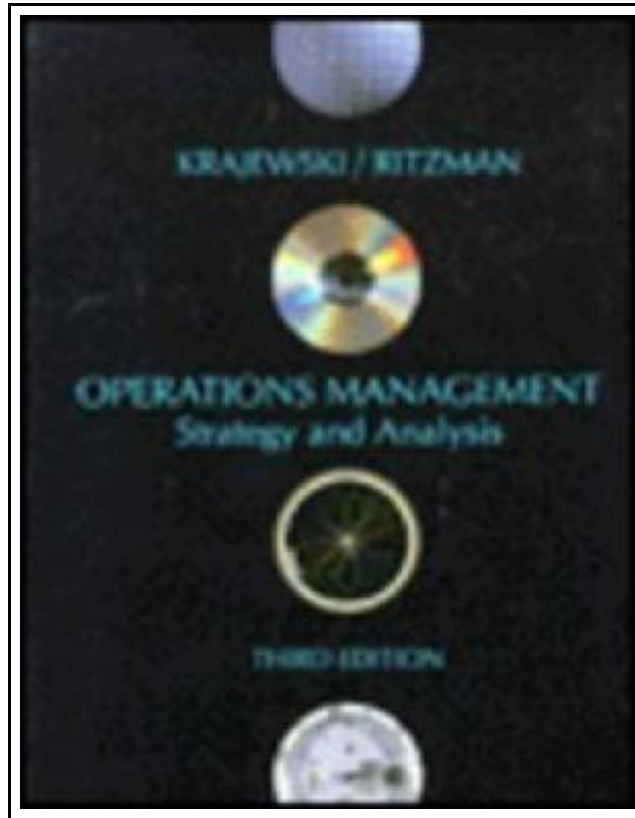 KRAJEWSKI / RITZMAN
OPERATIONS MANAGEMENT
Strategy and Analysis
THIRD EDITION